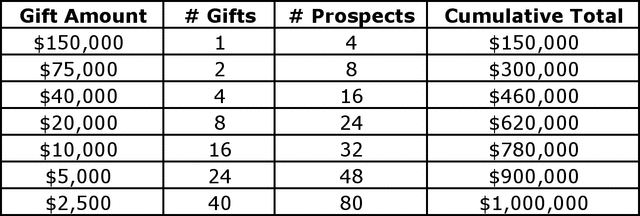 Gift Amount # Gifts # Prospects Cumulative Total
$150,000 1 4 $150,000
$75,000 2 8 $300,000
$40,000 4 16 $460,000
$20,000 8 24 $620,000
$10,000 16 32 $780,000
$5,000 24 48 $900,000
$2,500 40 80 $1,000,000